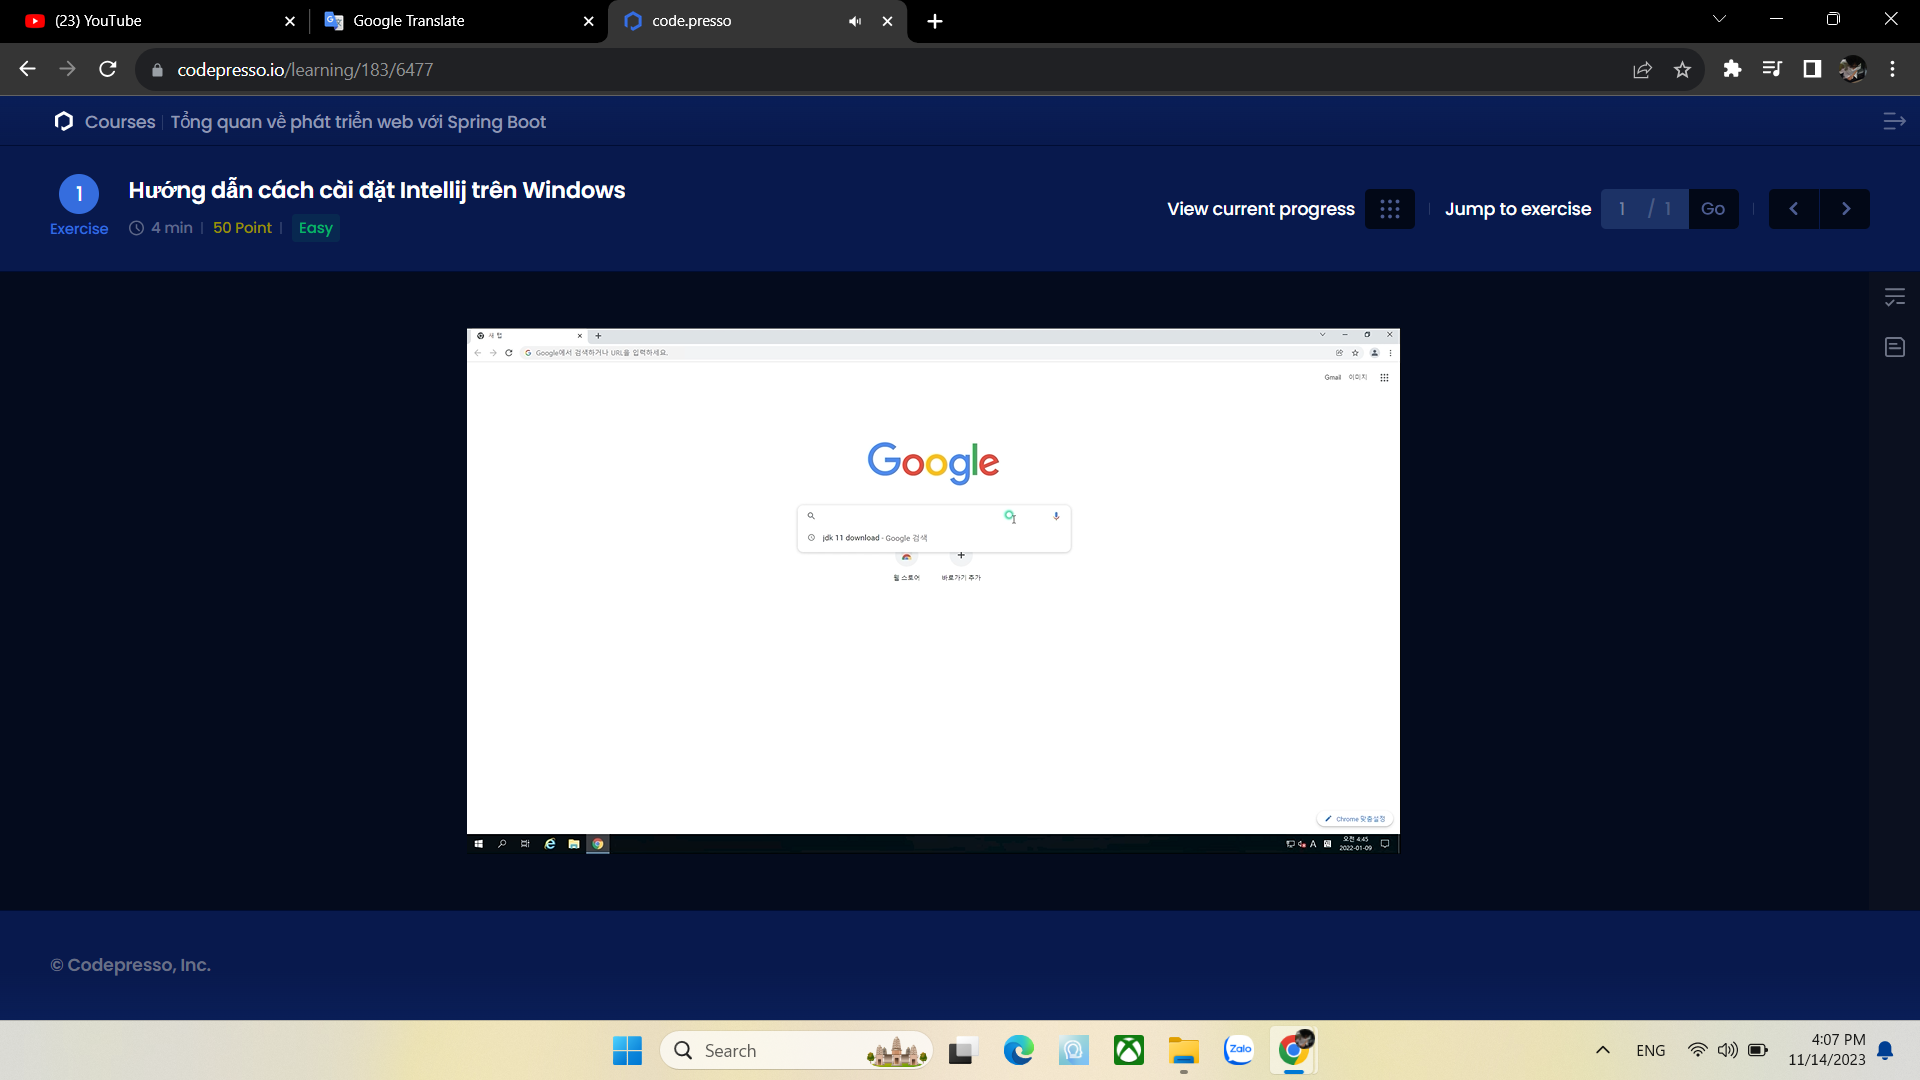 (23) YouTube
Google Translate
code.presso
codepresso.io/learning/183/6477
Courses | Tổng quan về phát triển web với Spring Boot
1
Exercise
Hướng dẫn cách cài đặt Intellij trên Windows
4 min | 50 Point | Easy
View current progress
Jump to exercise
1 / 1
Go
새 탭
Google에서 검색하거나 URL을 입력하세요.
Gmail 이미지
Google
jdk 11 download - Google 검색
웹 스토어
바로가기 추가
Chrome 맞춤설정
A
오전 4:45
2022-01-09
© Codepresso, Inc.
Search
Zalo
ENG
4:07 PM
11/14/2023